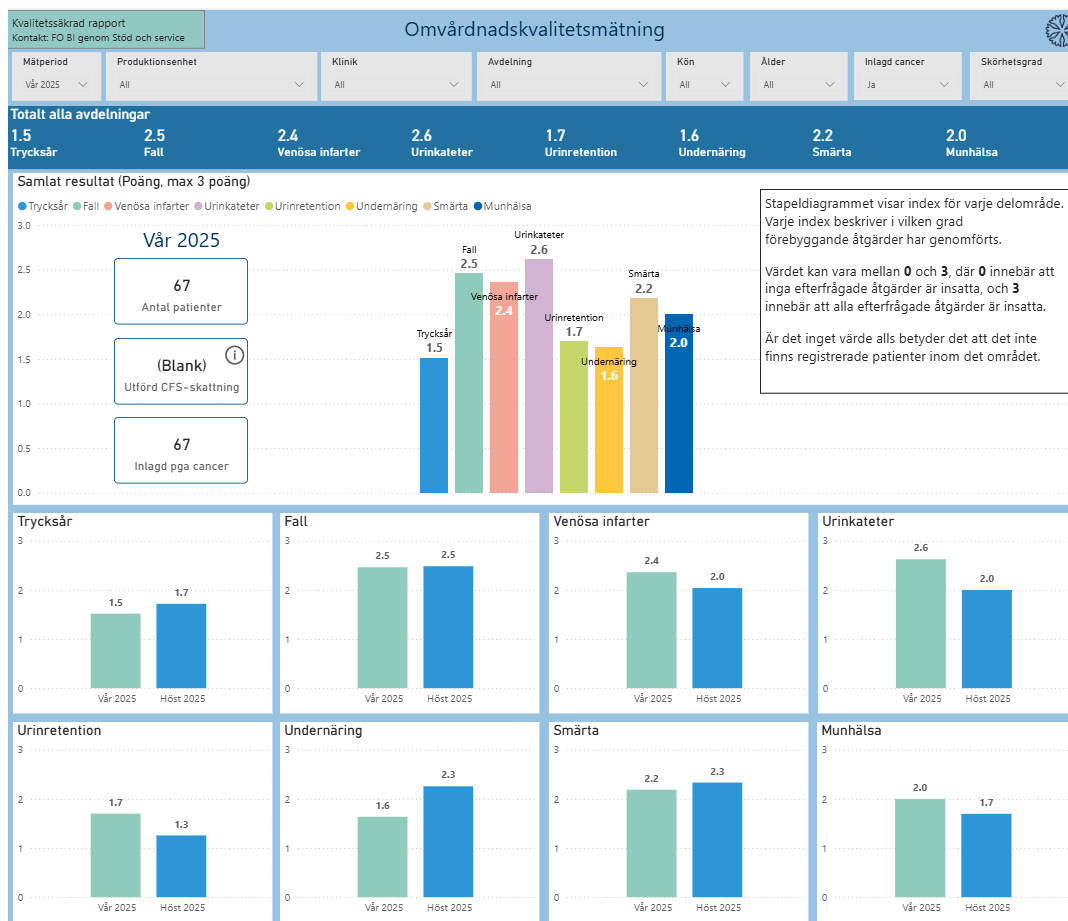 Kvalitetssäkrad rapport
Kontakt: FO BI genom Stöd och service
Omvårdnadskvalitetsmätning
Mätperiod
Vår 2025
Produktionsenhet
All
Klinik
All
Avdelning
All
Kön
All
Ålder
All
Inlagd cancer
Ja
Skörhetsgrad
All
Totalt alla avdelningar
1.5 2.5 2.4 2.6 1.7 1.6 2.2 2.0
Trycksår Fall Venösa infarter Urinkateter Urinretention Undernäring Smärta Munhälsa
Samlat resultat (Poäng, max 3 poäng)
Trycksår Fall Venösa infarter Urinkateter Urinretention Undernäring Smärta Munhälsa
3.0
2.5
2.0
1.5
1.0
0.5
0.0
Vår 2025
67
Antal patienter
(Blank)
Utförd CFS-skattning
67
Inlagd pga cancer
Trycksår
1.5
Fall
2.5
Venösa infarter
2.4
Urinkateter
2.6
Urinretention
1.7
Undernäring
1.6
Smärta
2.2
Munhälsa
2.0
Stapeldiagrammet visar index för varje delområde.
Varje index beskriver i vilken grad
förebyggande åtgärder har genomförts.
Värdet kan vara mellan 0 och 3, där 0 innebär att
inga efterfrågade åtgärder är insatta, och 3
innebär att alla efterfrågade åtgärder är insatta.
Är det inget värde alls betyder det att det inte
finns registrerade patienter inom det området.
Trycksår
3
2
1
0
1.5
1.7
Vår 2025 Höst 2025
Fall
3
2
1
0
2.5
2.5
Vår 2025 Höst 2025
Venösa infarter
3
2
1
0
2.4
2.0
Vår 2025 Höst 2025
Urinkateter
3
2
1
0
2.6
2.0
Vår 2025 Höst 2025
Urinretention
3
2
1
0
1.7
1.3
Vår 2025 Höst 2025
Undernäring
3
2
1
0
1.6
2.3
Vår 2025 Höst 2025
Smärta
3
2
1
0
2.2
2.3
Vår 2025 Höst 2025
Munhälsa
3
2
1
0
2.0
1.7
Vår 2025 Höst 2025